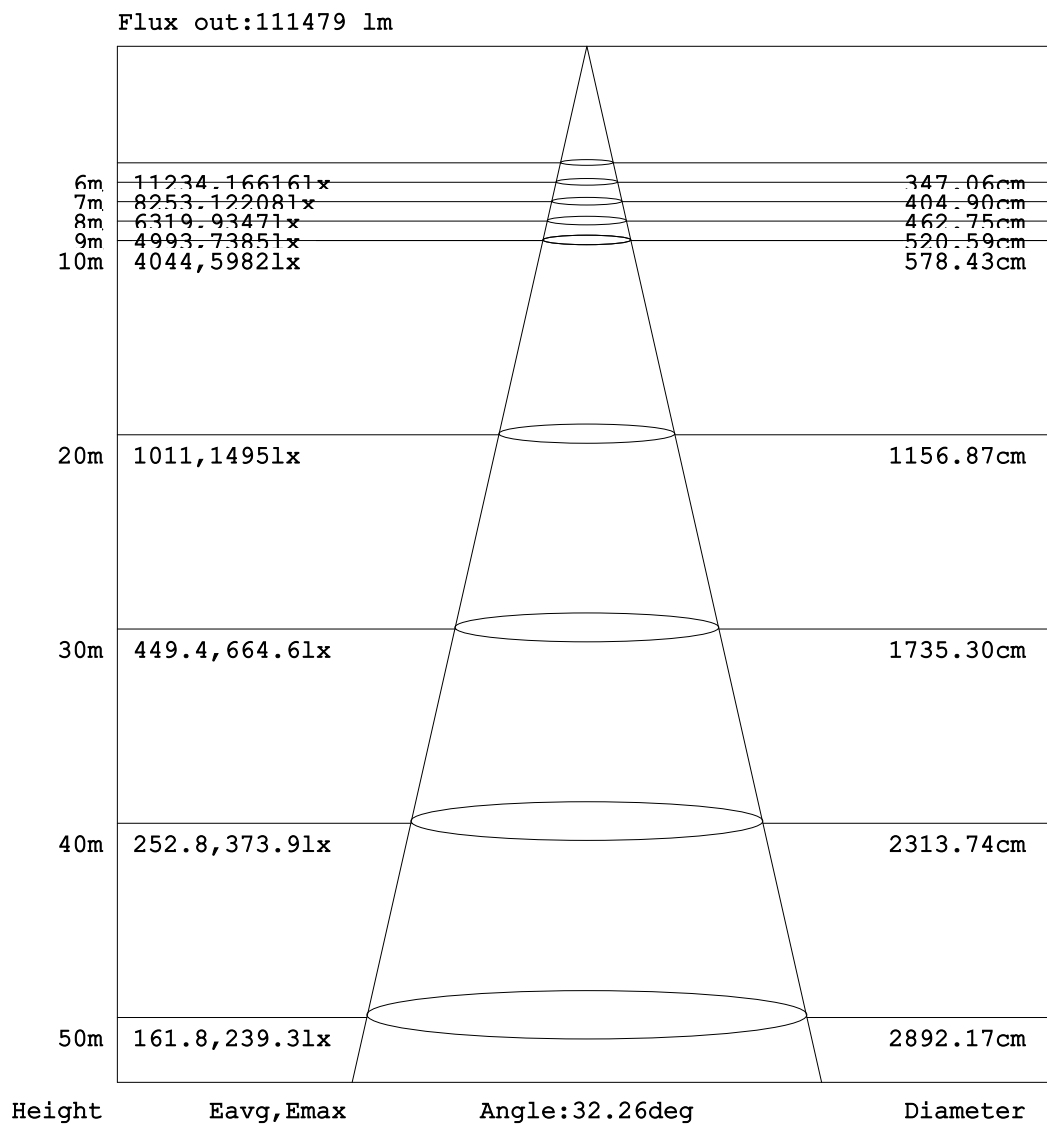 Flux out:111479 lm
6m 11234,16616lx 347.06cm
7m 8253,12208lx 404.90cm
8m 6319,9347lx 462.75cm
9m 4993,7385lx 520.59cm
10m 4044,5982lx 578.43cm
20m 1011,1495lx 1156.87cm
30m 449.4,664.6lx 1735.30cm
40m 252.8,373.9lx 2313.74cm
50m 161.8,239.3lx 2892.17cm
Height Eavg,Emax Angle:32.26deg Diameter